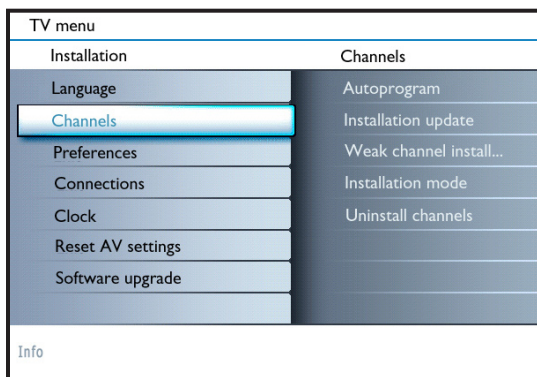 TV menu
Installation
Channels
Language
Channels
Preferences
Connections
Clock
Reset AV settings
Software upgrade
Autoprogram
Installation update
Weak channel install...
Installation mode
Uninstall channels
Info